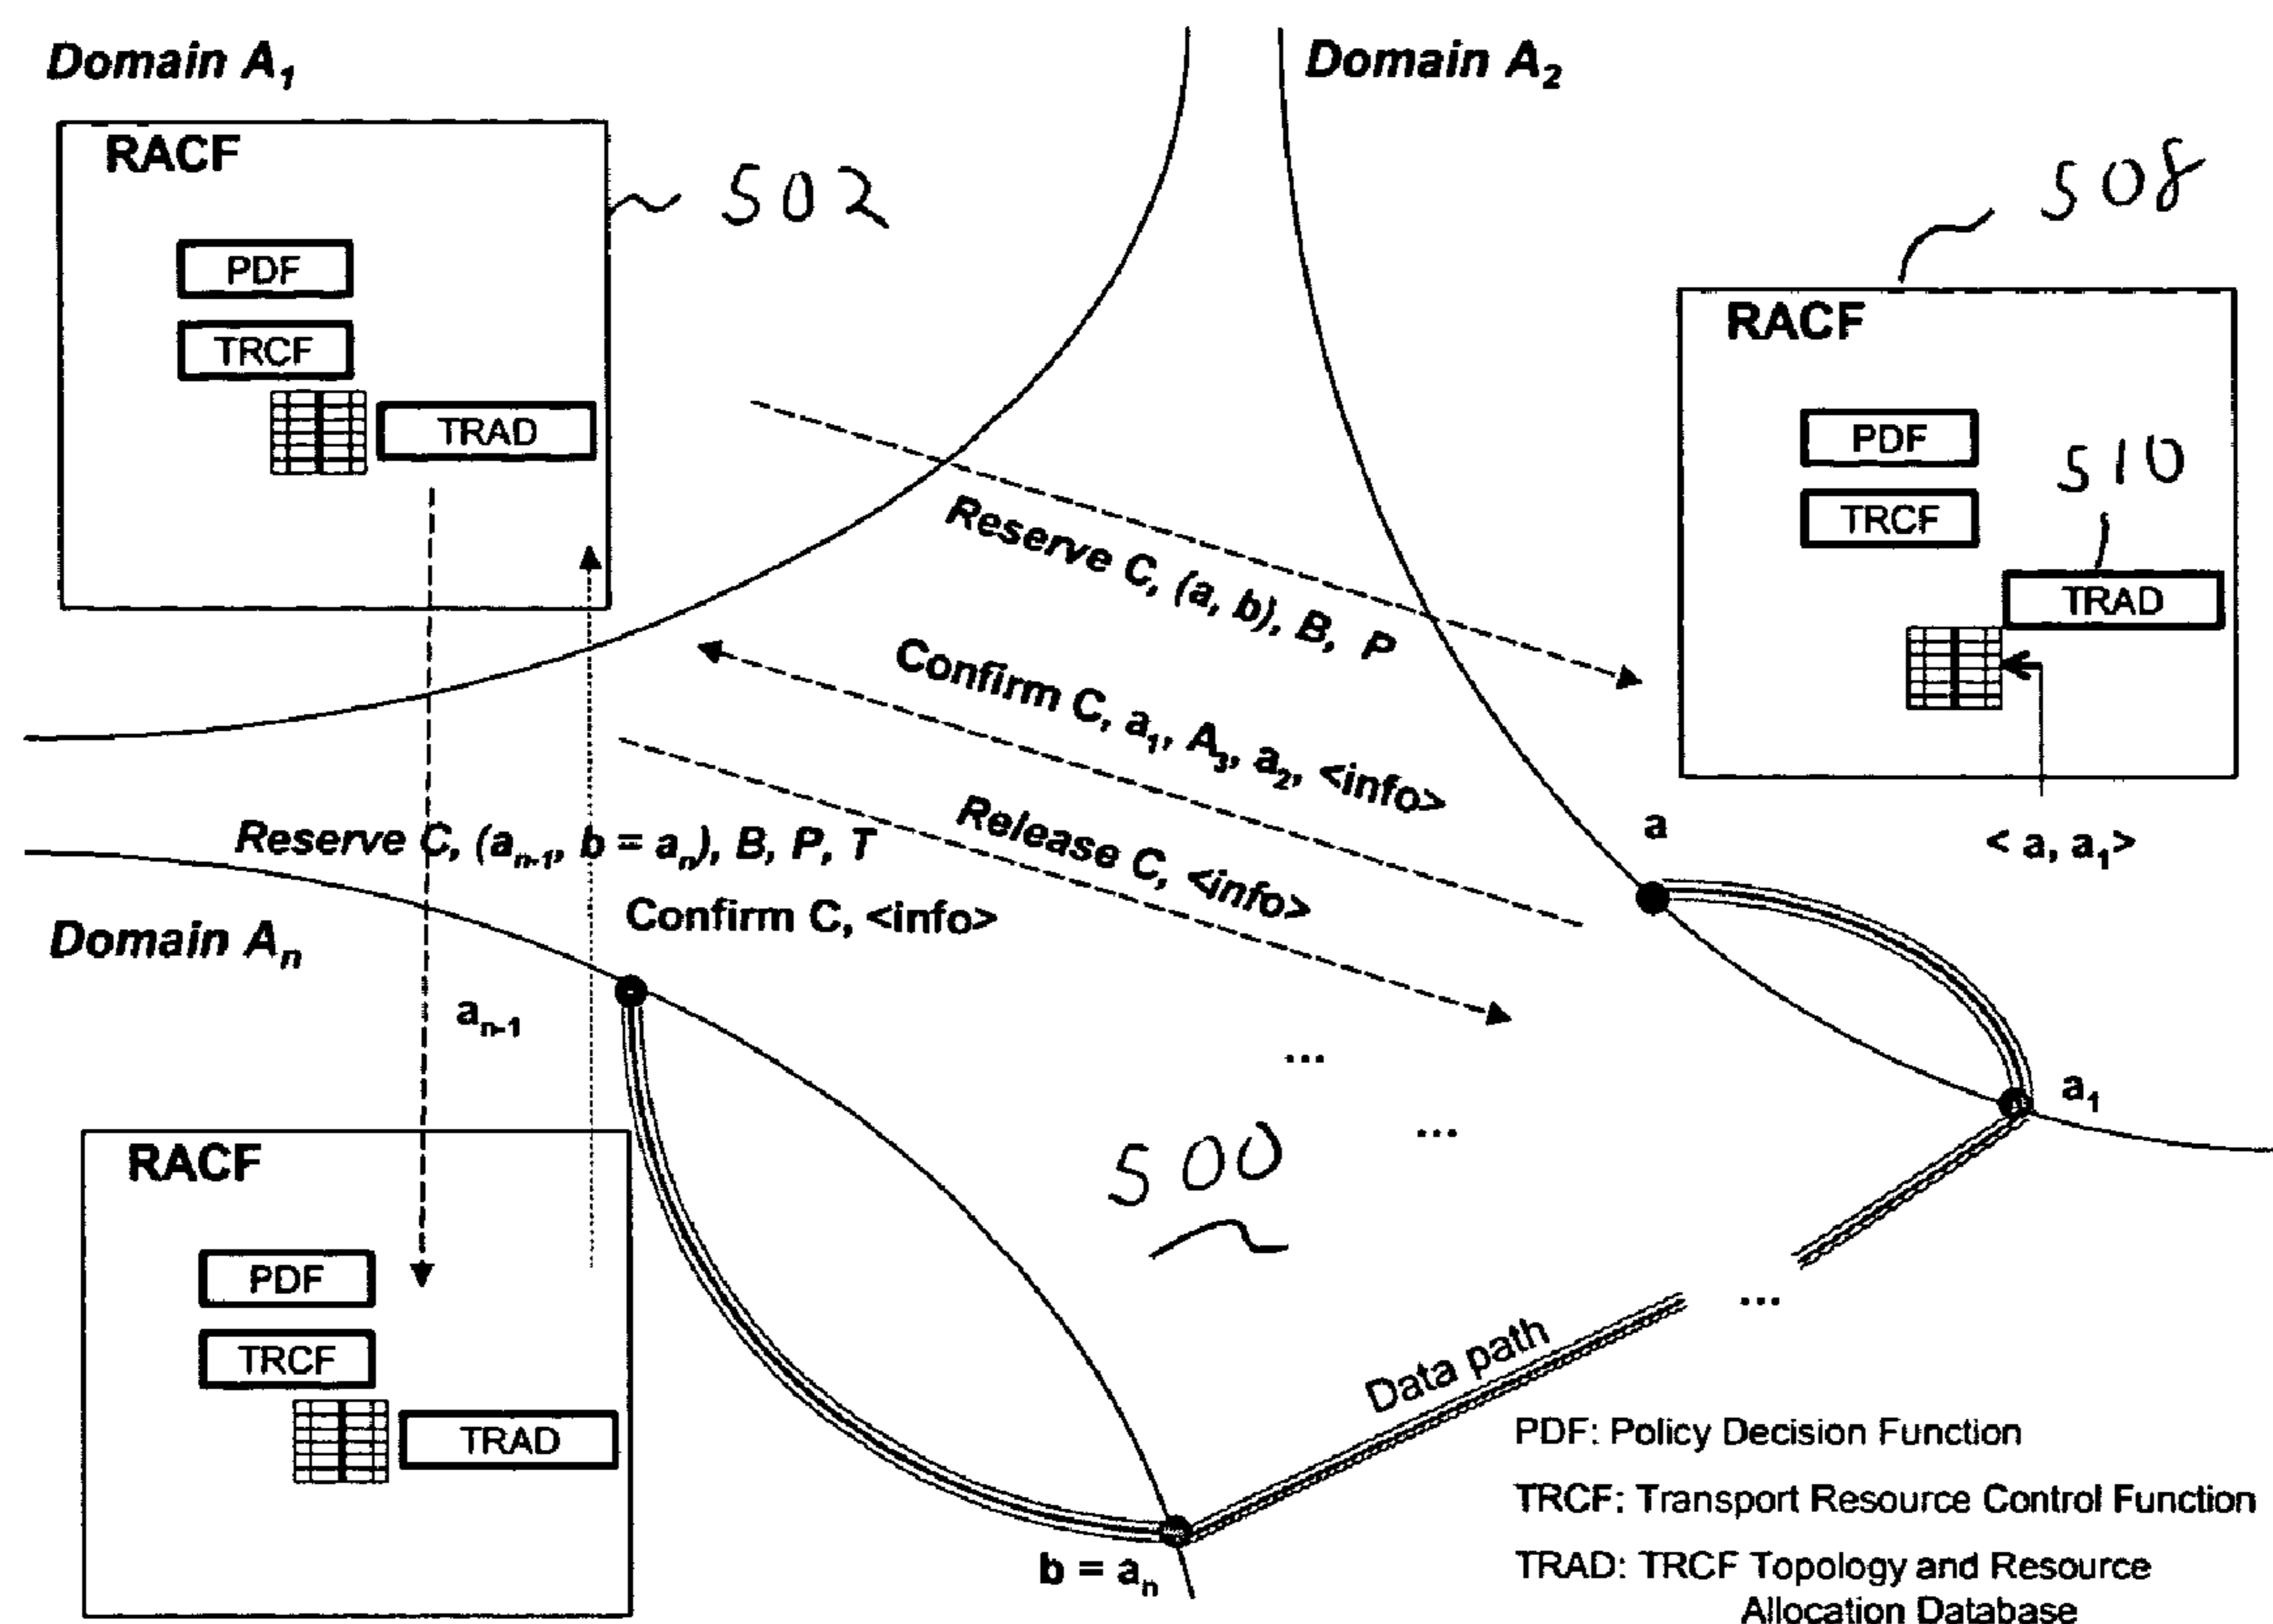 Domain A₁
RACF
PDF
TRCF
TRAD
502
Domain A₂
508
RACF
PDF
TRCF
510
TRAD
< a, a₁>
Reserve C, (a, b), B, P
Confirm C, a₁, A₃, a₂, <info>
Release C, <info>
Reserve C, (aₙ₋₁, b = aₙ), B, P, T
Confirm C, <info>
a
a₁
Domain Aₙ
aₙ₋₁
...
...
500
RACF
PDF
TRCF
TRAD
...
Data path
b = aₙ
PDF: Policy Decision Function
TRCF: Transport Resource Control Function
TRAD: TRCF Topology and Resource
Allocation Database